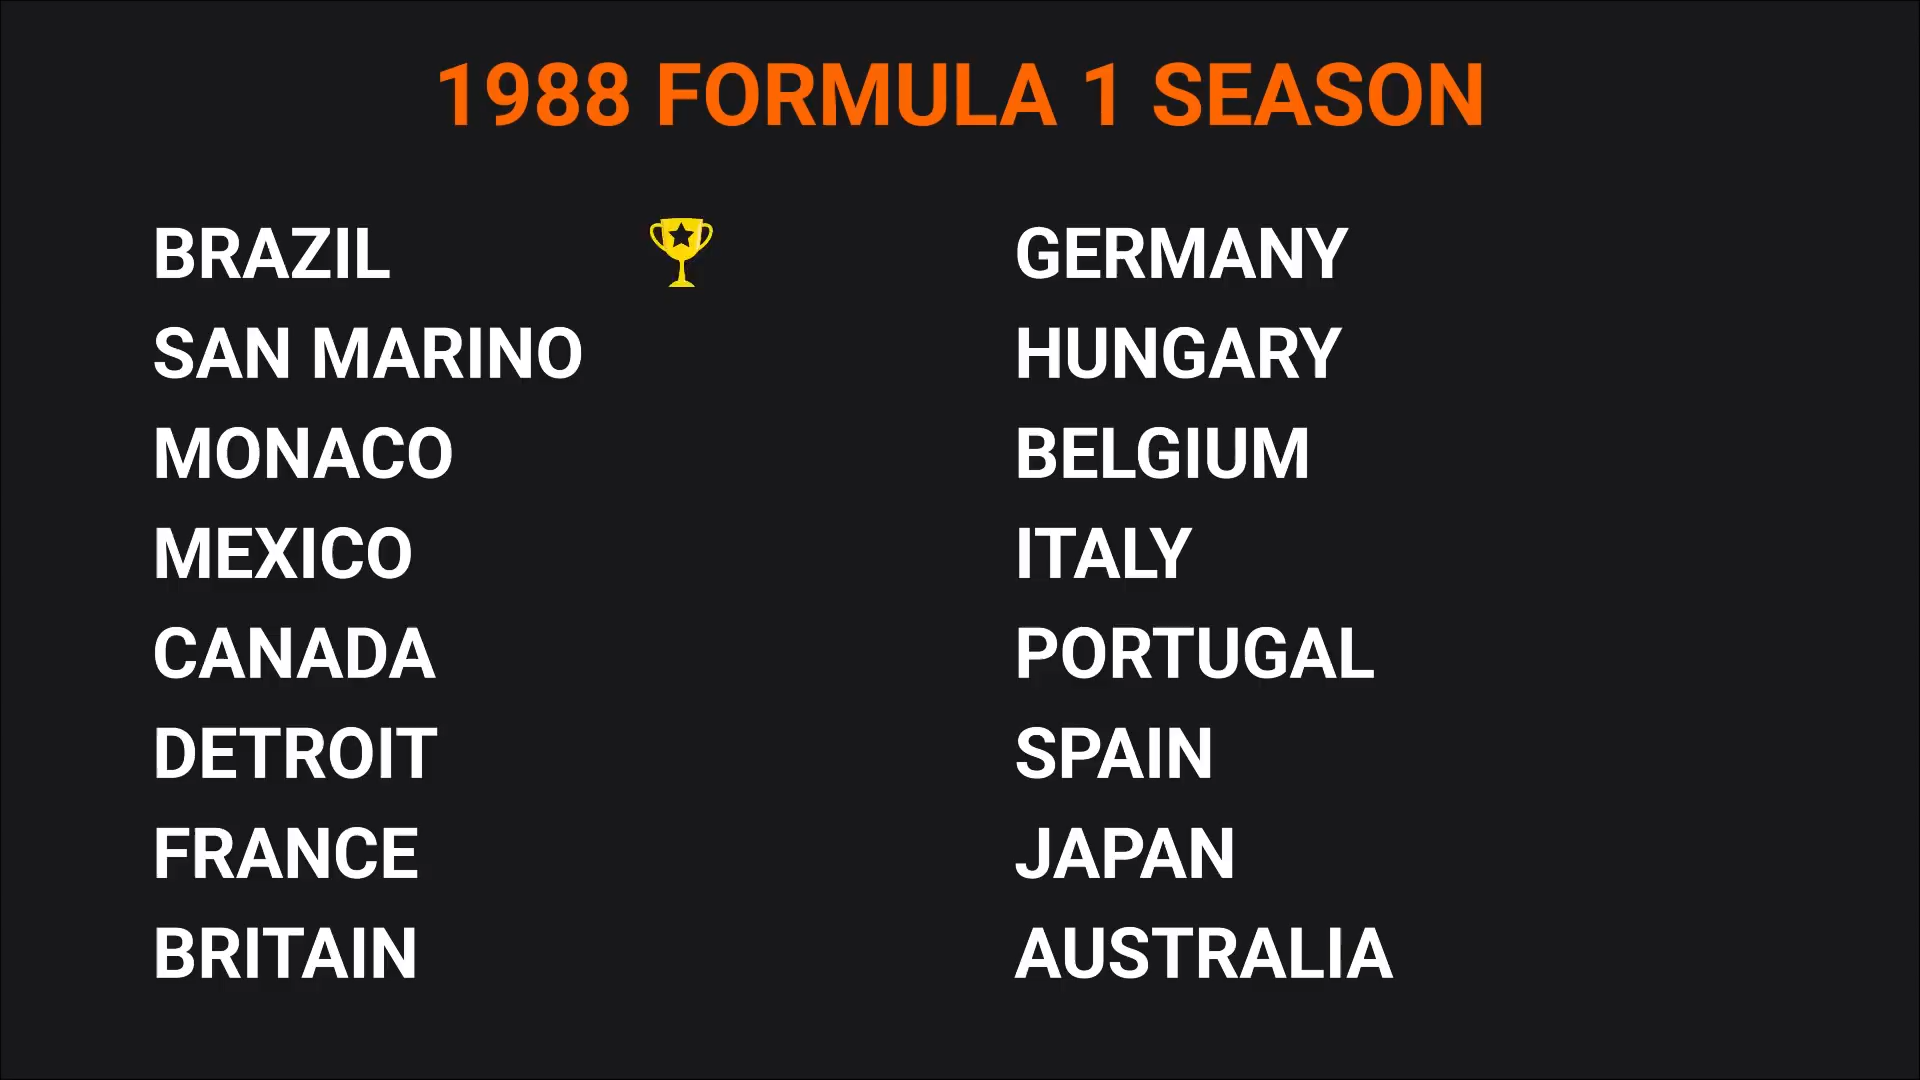 1988 FORMULA 1 SEASON
BRAZIL
SAN MARINO
MONACO
MEXICO
CANADA
DETROIT
FRANCE
BRITAIN
GERMANY
HUNGARY
BELGIUM
ITALY
PORTUGAL
SPAIN
JAPAN
AUSTRALIA